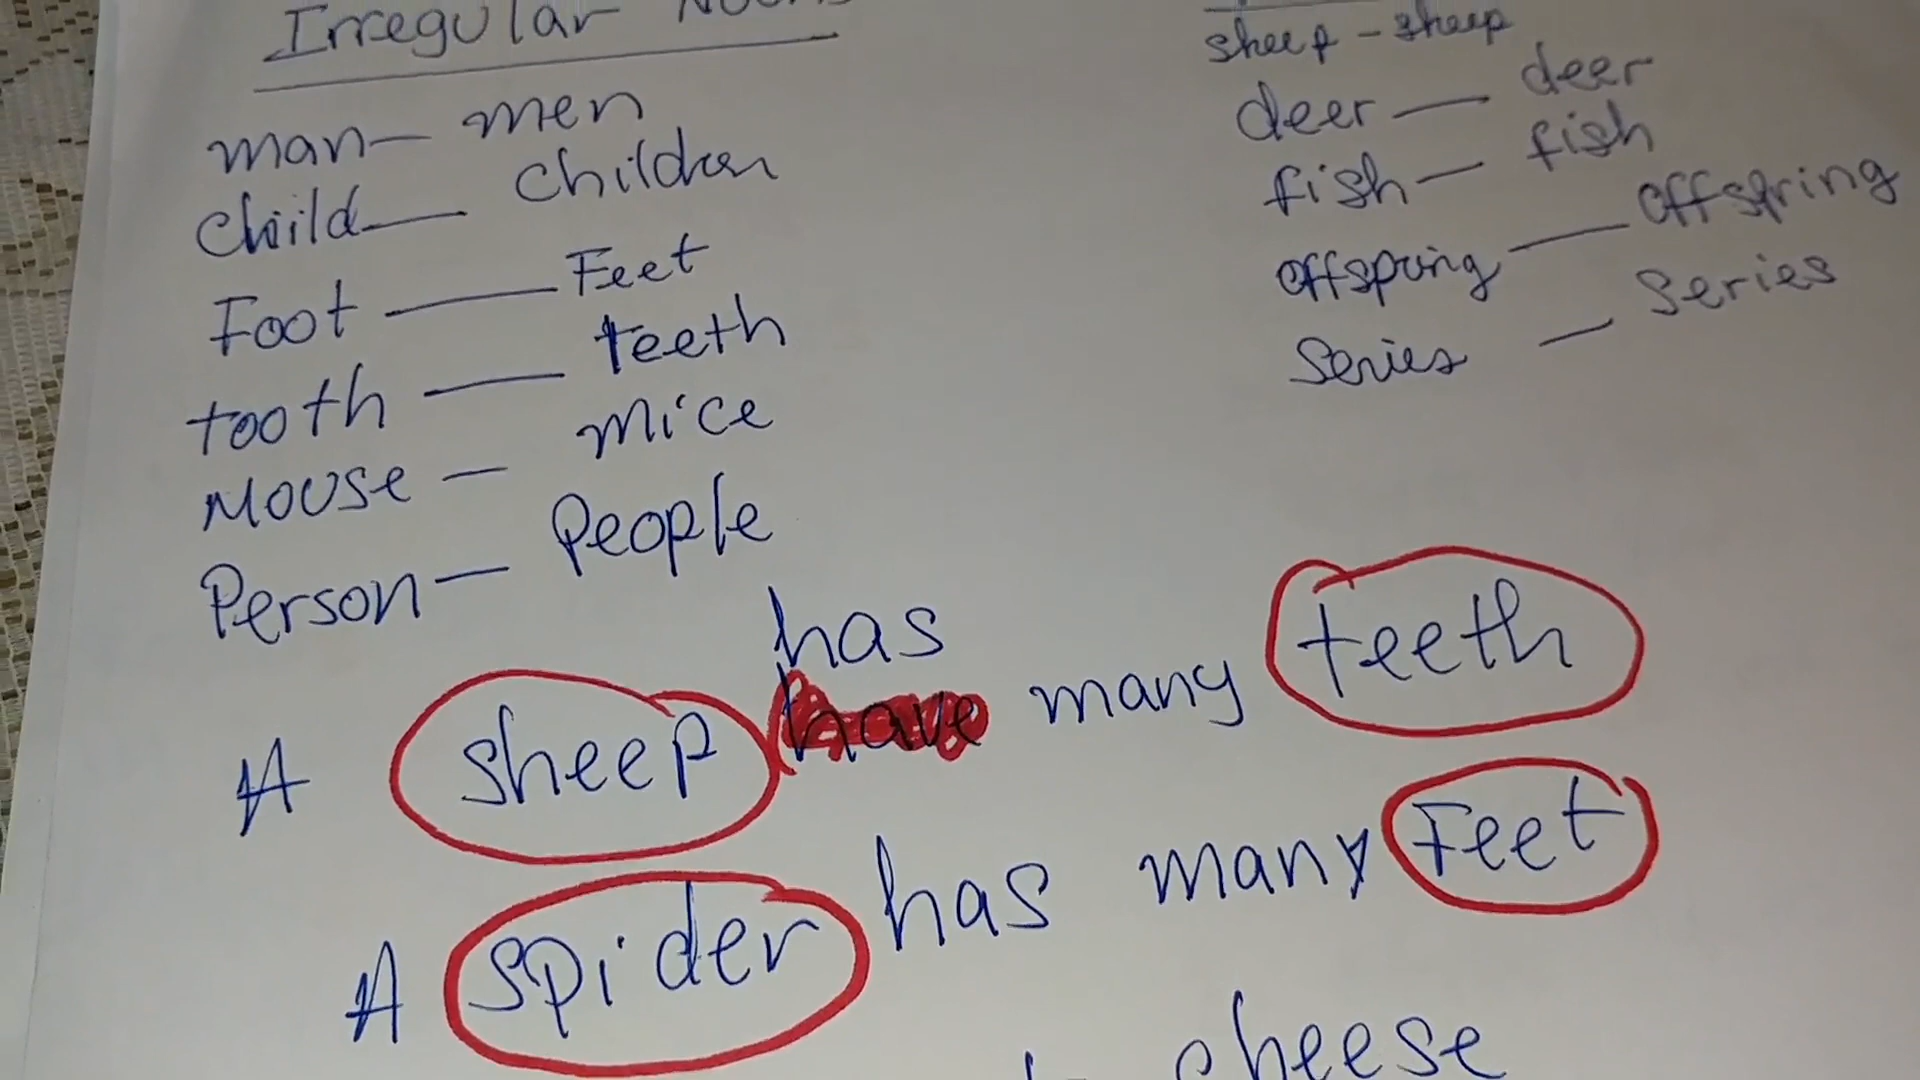 Irregular Nouns
man — men
child — children
Foot — Feet
tooth — teeth
Mouse — mice
Person — People
sheep - sheep
deer — deer
fish — fish
offspring — offspring
series — series
has
A sheep have many teeth
A spider has many Feet
cheese